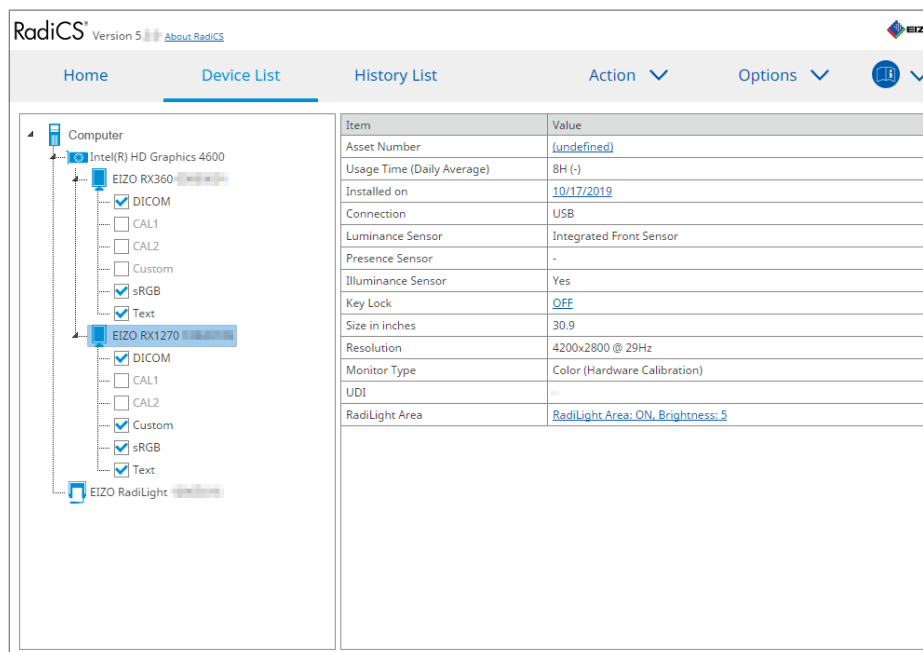 RadiCS® Version 5. About RadiCS
EIZ
Home Device List History List Action Options
Computer
Intel(R) HD Graphics 4600
EIZO RX360
DICOM
CAL1
CAL2
Custom
sRGB
Text
EIZO RX1270
DICOM
CAL1
CAL2
Custom
sRGB
Text
EIZO RadiLight
Item Value
Asset Number (undefined)
Usage Time (Daily Average) 8H (-)
Installed on 10/17/2019
Connection USB
Luminance Sensor Integrated Front Sensor
Presence Sensor -
Illuminance Sensor Yes
Key Lock OFF
Size in inches 30.9
Resolution 4200x2800 @ 29Hz
Monitor Type Color (Hardware Calibration)
UDI
RadiLight Area RadiLight Area: ON, Brightness: 5